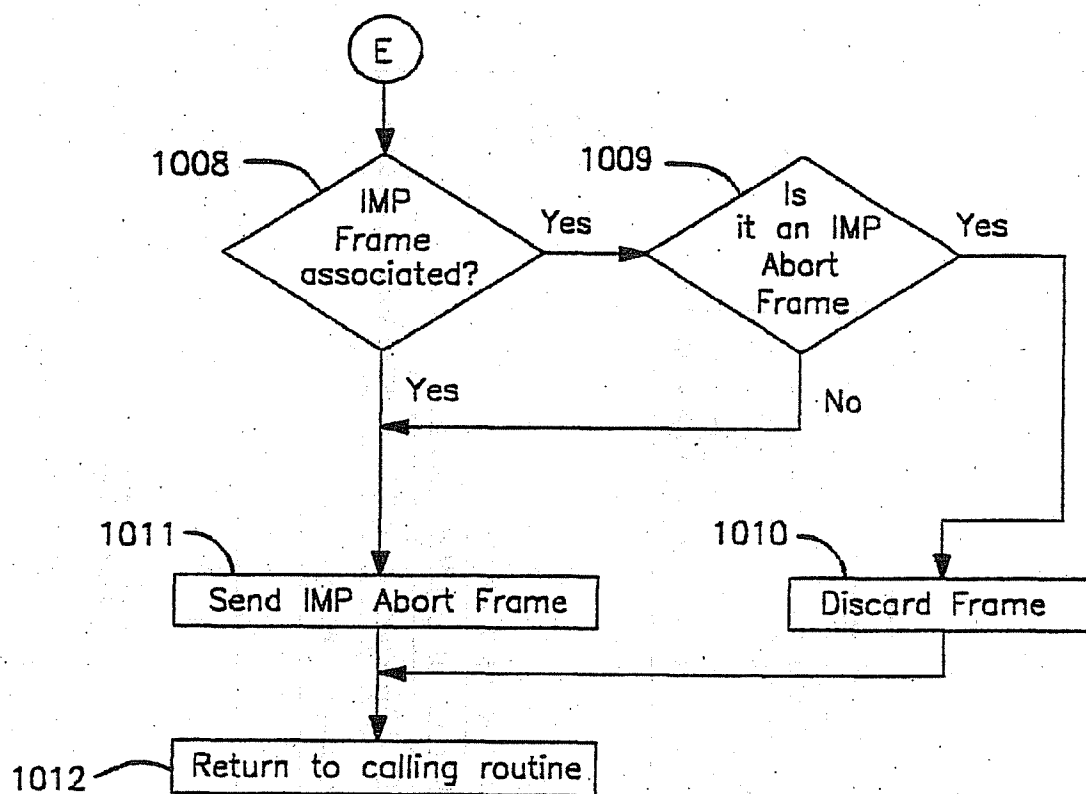 E
1008
IMP
Frame
associated?
Yes
1009
Is
it an IMP
Abort
Frame
Yes
Yes
No
1011
Send IMP Abort Frame
1010
Discard Frame
1012
Return to calling routine